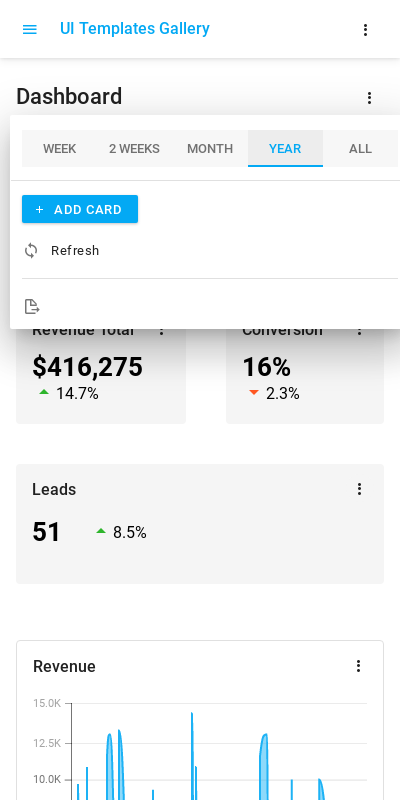 UI Templates Gallery
Dashboard
WEEK 2 WEEKS MONTH YEAR ALL
ADD CARD
Refresh
Revenue Total Conversion
$416,275 16%
14.7% 2.3%
Leads
51 8.5%
Revenue
15.0K
12.5K
10.0K